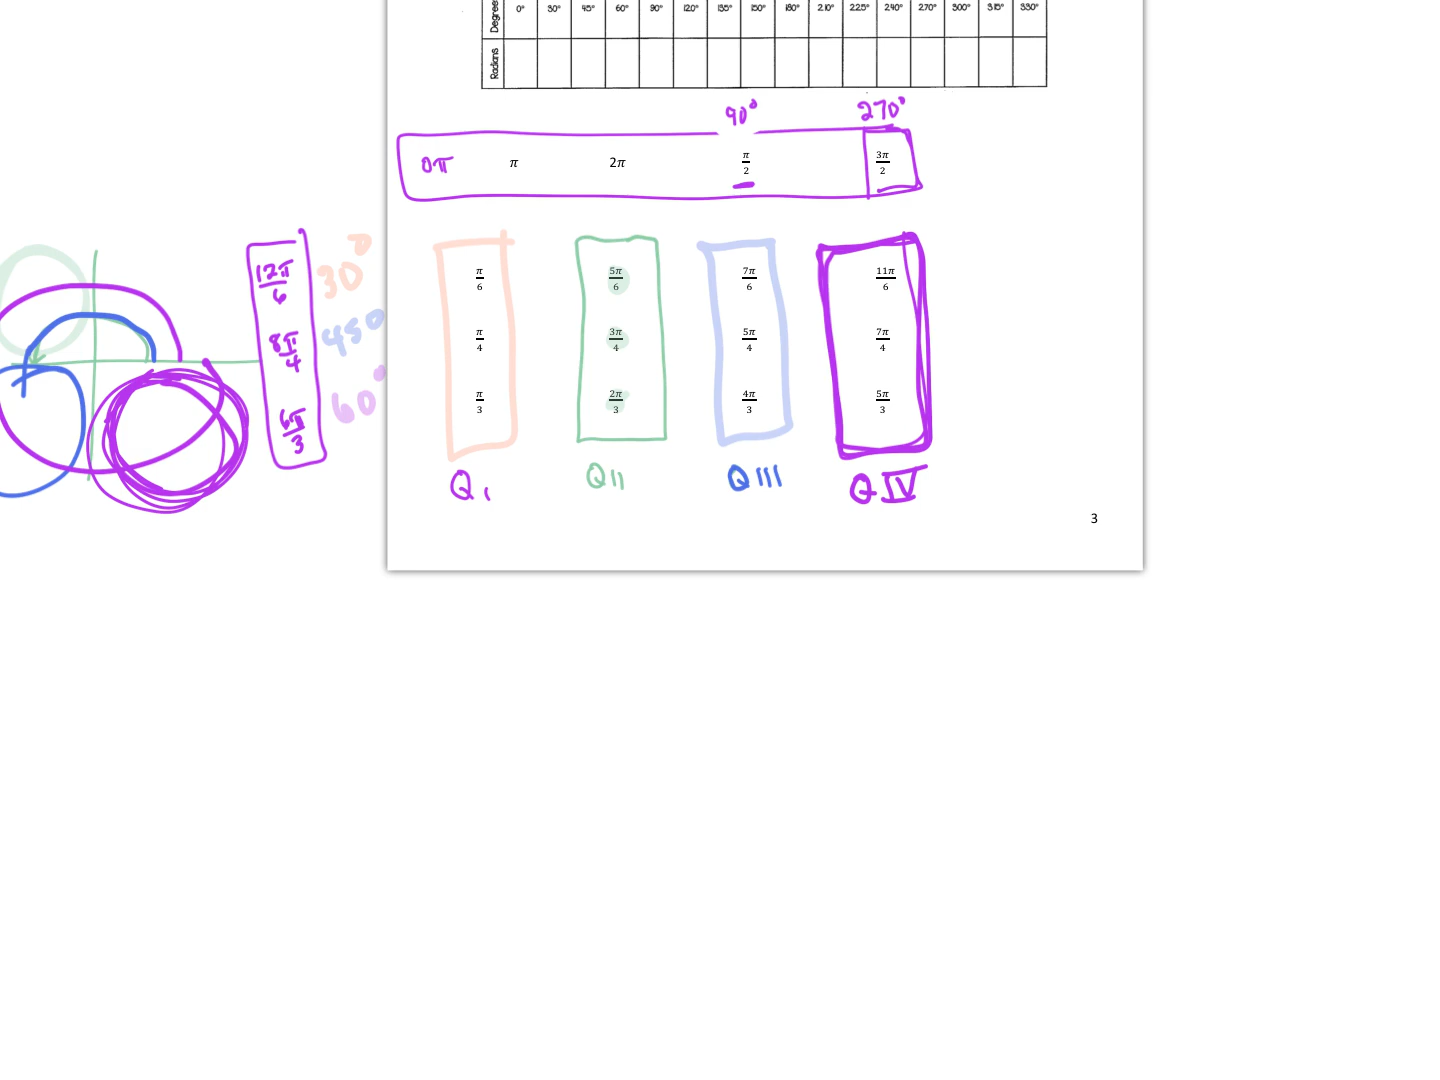 Degrees 0° 30° 45° 60° 90° 120° 135° 150° 180° 210° 225° 240° 270° 300° 315° 330°
Radians
90° 270°
0π π 2π π/2 3π/2
12π/6 30° π/6 5π/6 7π/6 11π/6
8π/4 45° π/4 3π/4 5π/4 7π/4
6π/3 60° π/3 2π/3 4π/3 5π/3
QI QII QIII QIV
3